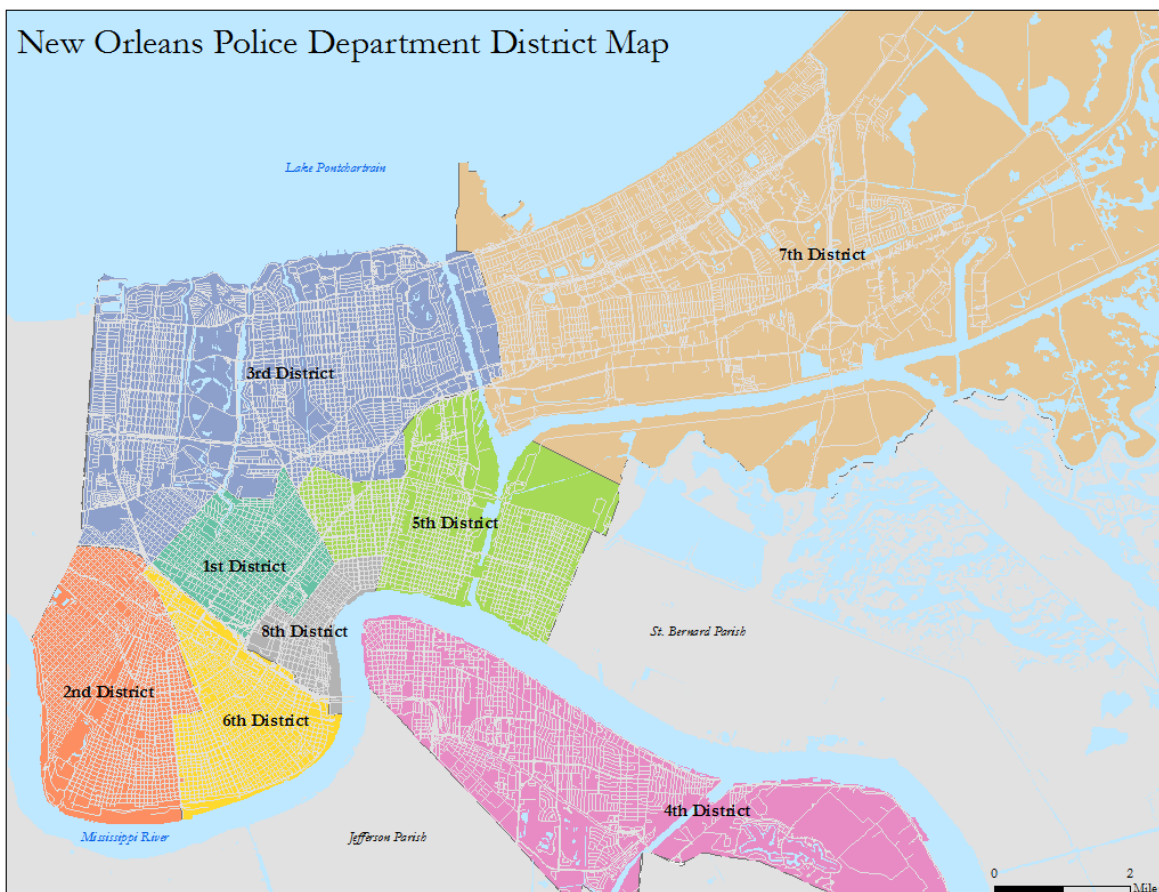 New Orleans Police Department District Map
Lake Pontchartrain
7th District
3rd District
5th District
1st District
8th District
St. Bernard Parish
2nd District
6th District
4th District
Mississippi River
Jefferson Parish
0 2
Mile